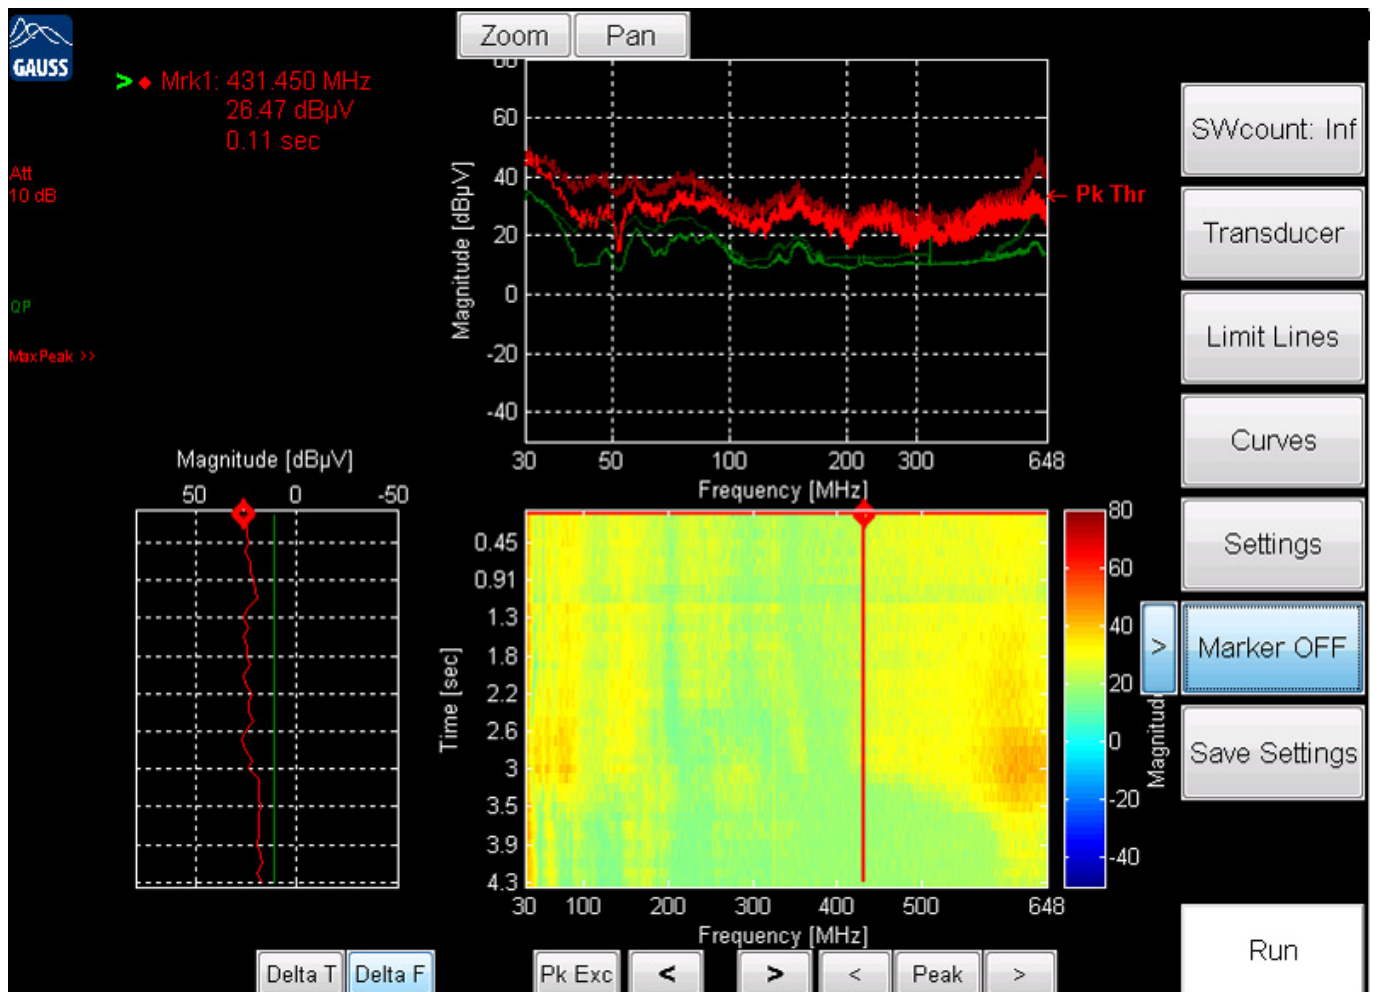 Zoom
Pan
GAUSS
> Mrk1: 431.450 MHz
26.47 dBµV
0.11 sec
Att
10 dB
QP
MaxPeak >>
Magnitude [dBµV]
60
40
20
0
-20
-40
← Pk Thr
30 50 100 200 300 648
Frequency [MHz]
Magnitude [dBµV]
50 0 -50
Time [sec]
0.45
0.91
1.3
1.8
2.2
2.6
3
3.5
3.9
4.3
30 100 200 300 400 500 648
Frequency [MHz]
80
60
40
20
0
-20
-40
SWcount: Inf
Transducer
Limit Lines
Curves
Settings
>
Marker OFF
Save Settings
Run
Delta T
Delta F
Pk Exc
<
>
<
Peak
>